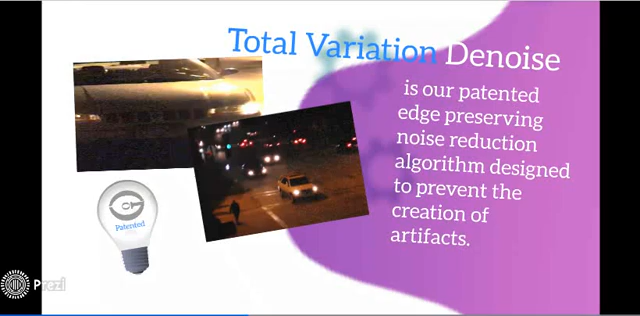 Total Variation Denoise
is our patented
edge preserving
noise reduction
algorithm designed
to prevent the
creation of
artifacts.
Patented
Prezi